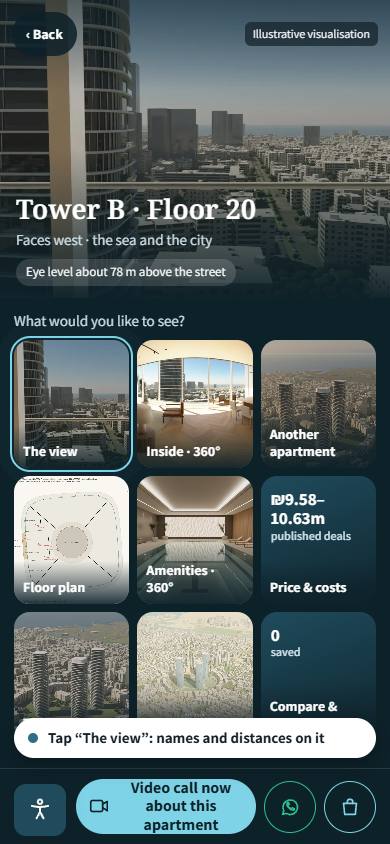 ‹ Back
Illustrative visualisation
Tower B · Floor 20
Faces west · the sea and the city
Eye level about 78 m above the street
What would you like to see?
The view
Inside · 360°
Another
apartment
Floor plan
Amenities ·
360°
₪9.58–
10.63m
published deals
Price & costs
0
saved
Compare &
Tap “The view”: names and distances on it
Video call now
about this
apartment